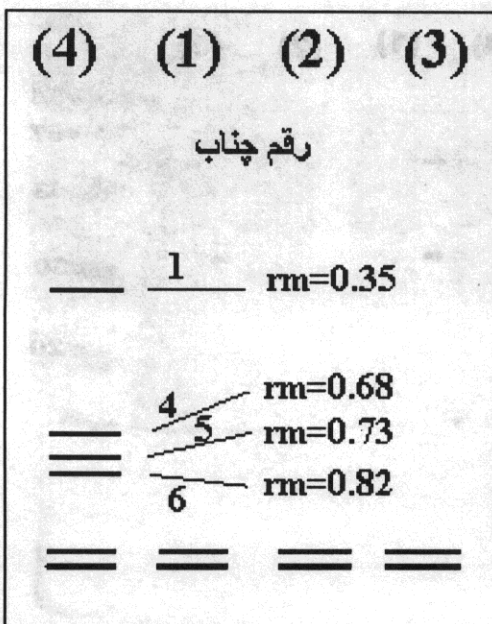 (4) (1) (2) (3)
رقم چناب
1 rm=0.35
4 rm=0.68
5 rm=0.73
6 rm=0.82